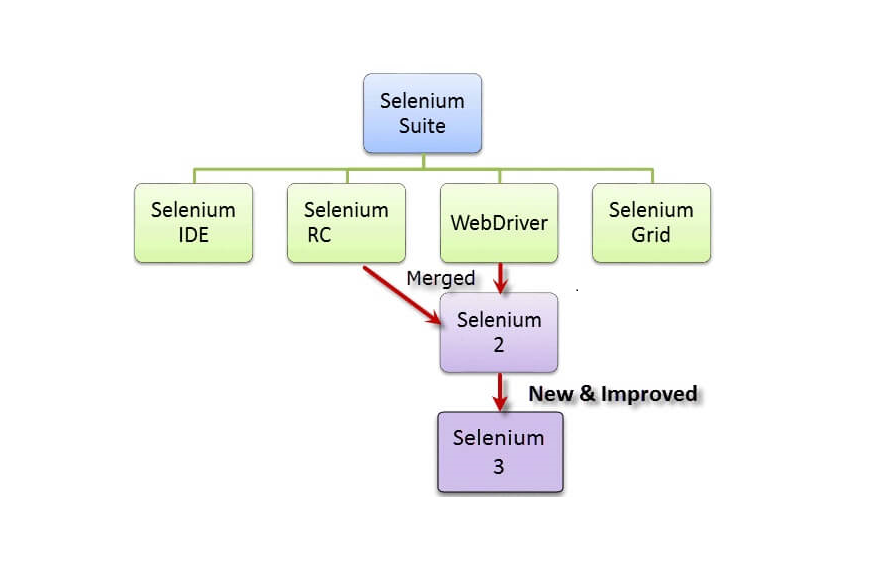 Selenium
Suite
Selenium
IDE
Selenium
RC
WebDriver
Selenium
Grid
Merged
Selenium
2
New & Improved
Selenium
3